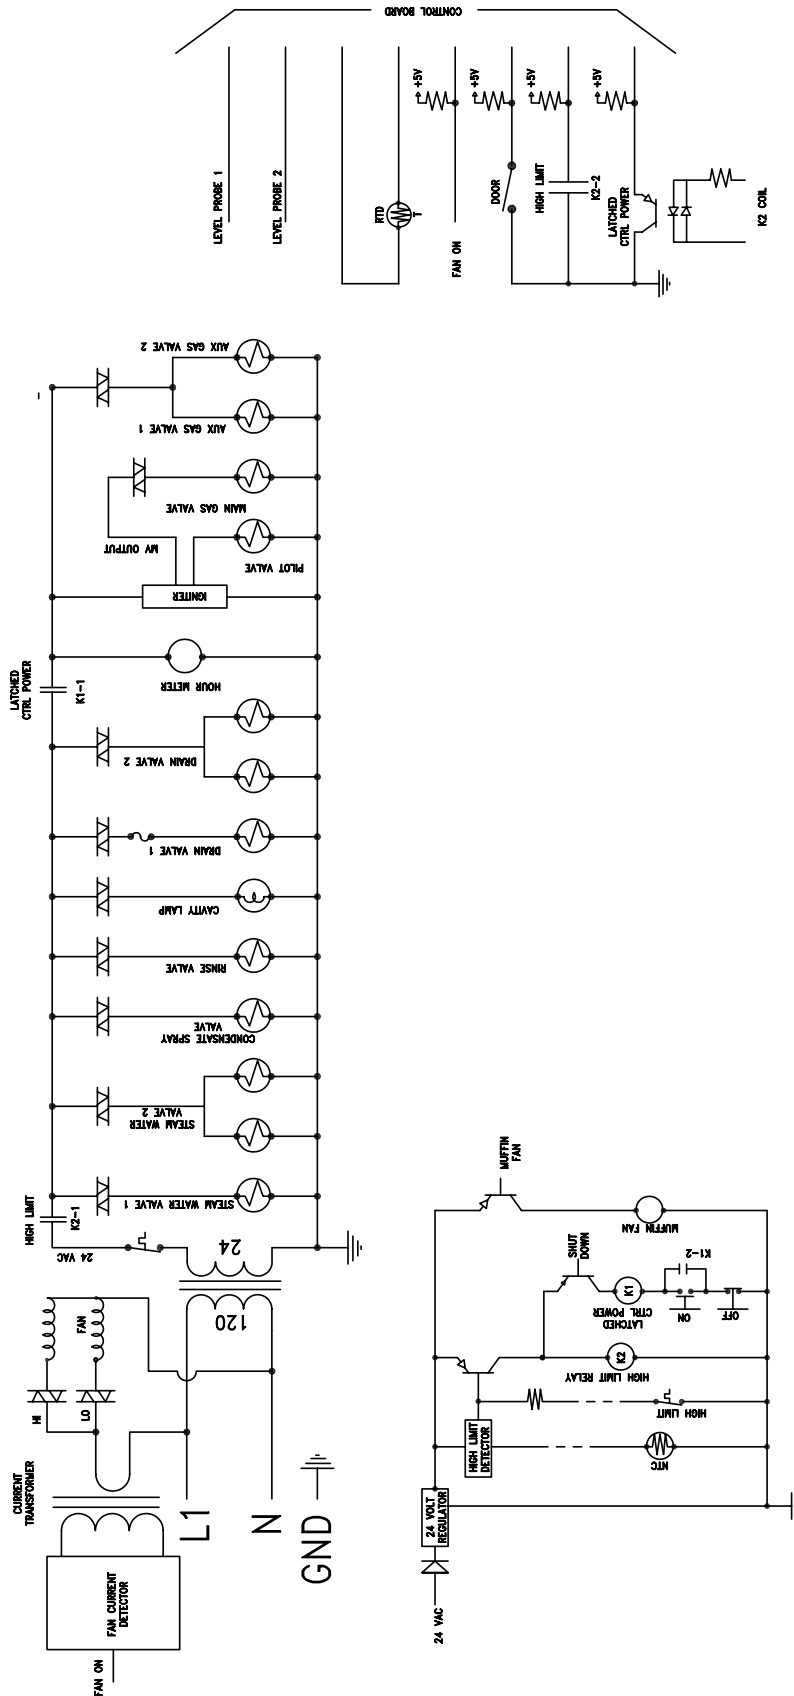 CONTROL BOARD
LEVEL PROBE 1
LEVEL PROBE 2
RTD
T
+5V
FAN ON
+5V
DOOR
+5V
HIGH LIMIT
K2-2
+5V
LATCHED
CTRL POWER
K2 COIL
AUX GAS VALVE 2
AUX GAS VALVE 1
MAIN GAS VALVE
MV OUTPUT
PILOT VALVE
IGNITER
HOUR METER
LATCHED
CTRL POWER
K1-1
DRAIN VALVE 2
DRAIN VALVE 1
CAVITY LAMP
RINSE VALVE
CONDENSATE SPRAY
VALVE
STEAM WATER
VALVE 2
STEAM WATER VALVE 1
HIGH LIMIT
K2-1
24 VAC
24
120
FAN
HI
LO
CURRENT
TRANSFORMER
L1
N
GND
FAN CURRENT
DETECTOR
FAN ON
MUFFIN
FAN
MUFFIN FAN
SHUT
DOWN
K1-2
K1
LATCHED
CTRL POWER
ON
OFF
K2
HIGH LIMIT RELAY
HIGH LIMIT
HIGH LIMIT
DETECTOR
NTC
24 VOLT
REGULATOR
24 VAC